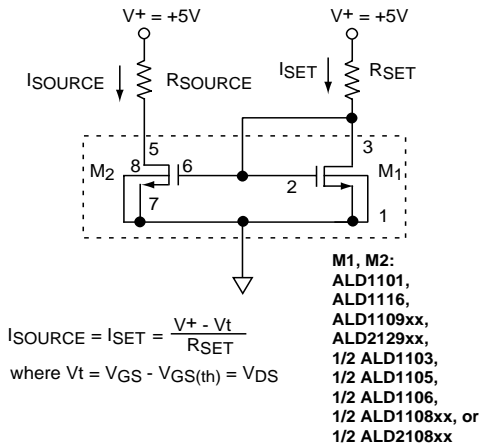 V+ = +5V V+ = +5V
ISOURCE RSOURCE ISET RSET
5 3
M2 8 6 2 M1
7 1
M1, M2:
ALD1101,
ALD1116,
ALD1109xx,
ALD2129xx,
1/2 ALD1103,
1/2 ALD1105,
1/2 ALD1106,
1/2 ALD1108xx, or
1/2 ALD2108xx
ISOURCE = ISET = V+ - Vt / RSET
where Vt = VGS - VGS(th) = VDS